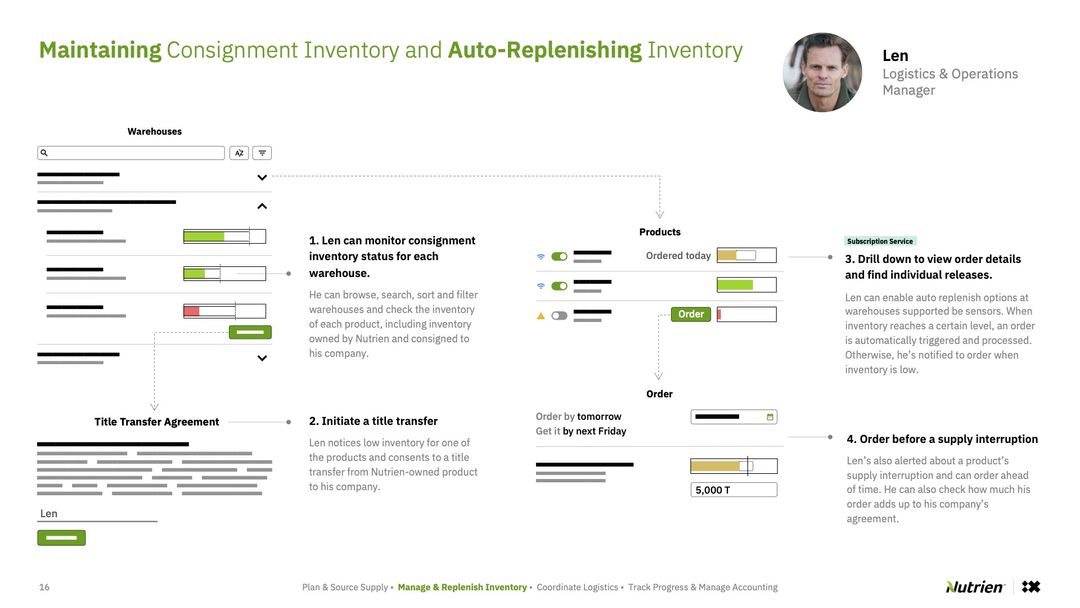 Maintaining Consignment Inventory and Auto-Replenishing Inventory
Len
Logistics & Operations
Manager
Warehouses
AZ
1. Len can monitor consignment
inventory status for each
warehouse.
He can browse, search, sort and filter
warehouses and check the inventory
of each product, including inventory
owned by Nutrien and consigned to
his company.
Title Transfer Agreement
Len
2. Initiate a title transfer
Len notices low inventory for one of
the products and consents to a title
transfer from Nutrien-owned product
to his company.
Products
Ordered today
Order
Subscription Service
3. Drill down to view order details
and find individual releases.
Len can enable auto replenish options at
warehouses supported be sensors. When
inventory reaches a certain level, an order
is automatically triggered and processed.
Otherwise, he's notified to order when
inventory is low.
Order
Order by tomorrow
Get it by next Friday
5,000 T
4. Order before a supply interruption
Len's also alerted about a product's
supply interruption and can order ahead
of time. He can also check how much his
order adds up to his company's
agreement.
16
Plan & Source Supply • Manage & Replenish Inventory • Coordinate Logistics • Track Progress & Manage Accounting
Nutrien